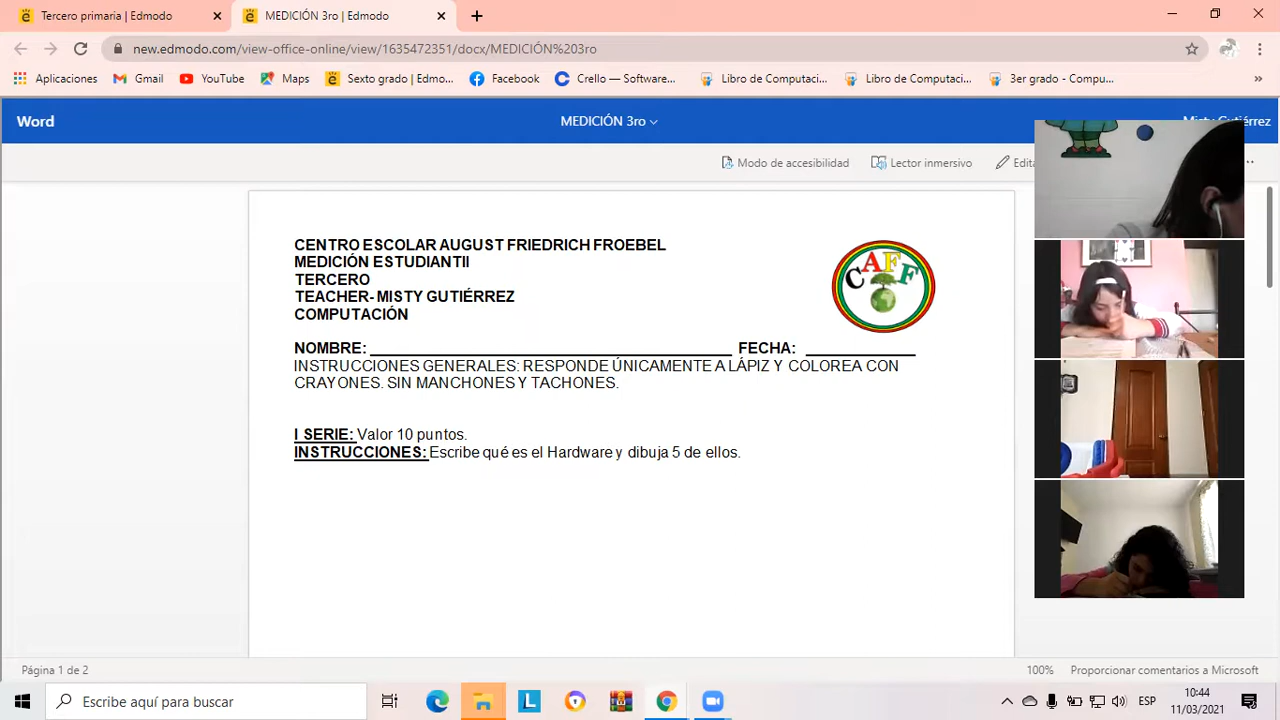 Tercero primaria | Edmodo
MEDICIÓN 3ro | Edmodo
new.edmodo.com/view-office-online/view/1635472351/docx/MEDICIÓN%203ro
Aplicaciones
Gmail
YouTube
Maps
Sexto grado | Edmo...
Facebook
Crello — Software...
Libro de Computaci...
Libro de Computaci...
3er grado - Compu...
»
Word
MEDICIÓN 3ro
Misty Gutiérrez
Modo de accesibilidad
Lector inmersivo
Edita
CENTRO ESCOLAR AUGUST FRIEDRICH FROEBEL
MEDICIÓN ESTUDIANTIl
TERCERO
TEACHER- MISTY GUTIÉRREZ
COMPUTACIÓN
CAFF
NOMBRE: FECHA:
INSTRUCCIONES GENERALES: RESPONDE ÚNICAMENTE A LÁPIZ Y COLOREA CON
CRAYONES. SIN MANCHONES Y TACHONES.
I SERIE: Valor 10 puntos.
INSTRUCCIONES: Escribe qué es el Hardware y dibuja 5 de ellos.
Página 1 de 2
100%
Proporcionar comentarios a Microsoft
Escribe aquí para buscar
L
ESP
10:44
11/03/2021